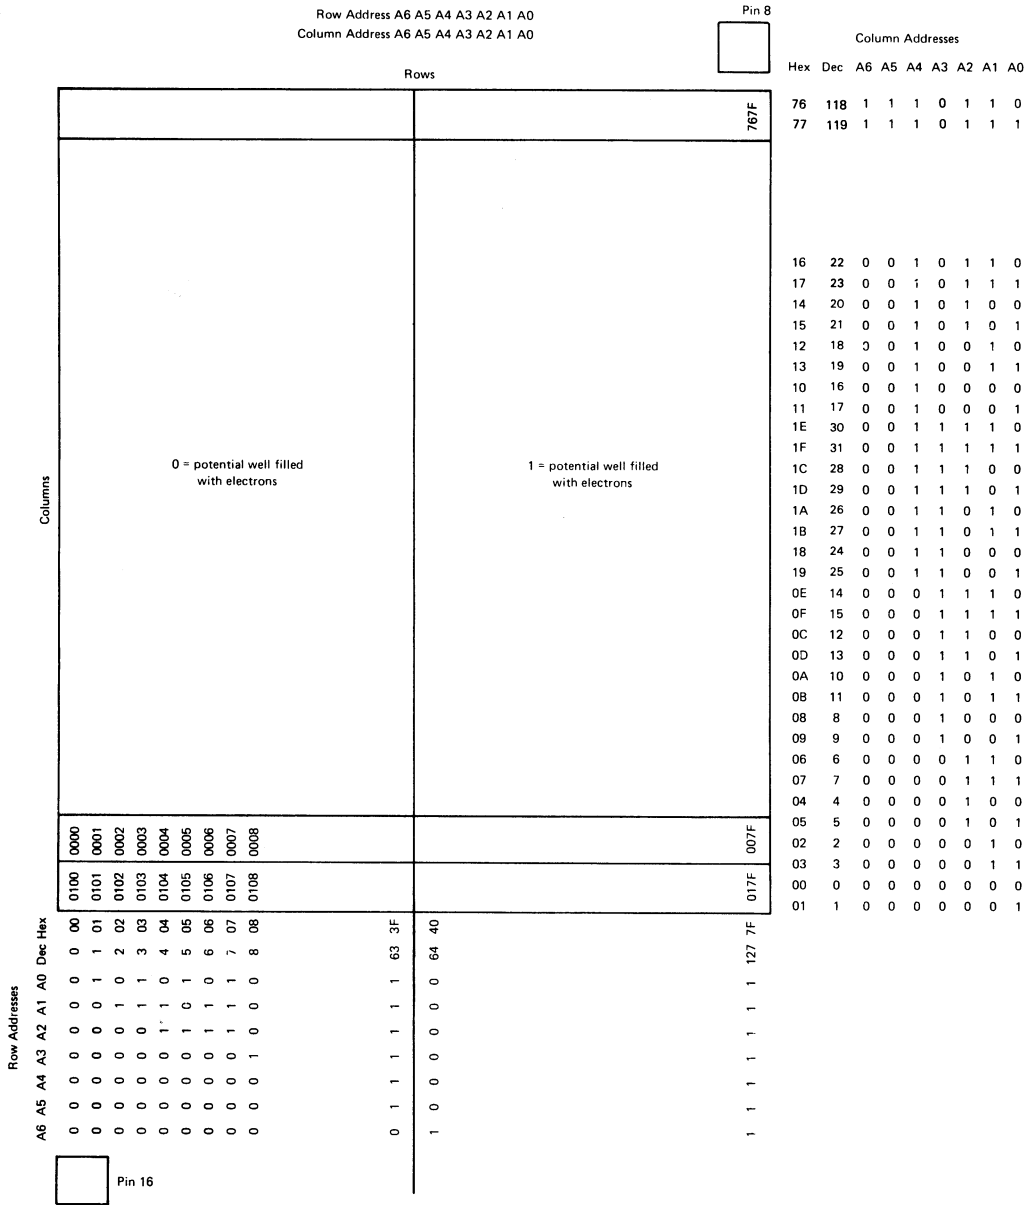 Row Address A6 A5 A4 A3 A2 A1 A0
Column Address A6 A5 A4 A3 A2 A1 A0
Pin 8
Rows
Column Addresses
Hex Dec A6 A5 A4 A3 A2 A1 A0
76 118 1 1 1 0 1 1 0
77 119 1 1 1 0 1 1 1
767F
16 22 0 0 1 0 1 1 0
17 23 0 0 1 0 1 1 1
14 20 0 0 1 0 1 0 0
15 21 0 0 1 0 1 0 1
12 18 0 0 1 0 0 1 0
13 19 0 0 1 0 0 1 1
10 16 0 0 1 0 0 0 0
11 17 0 0 1 0 0 0 1
1E 30 0 0 1 1 1 1 0
1F 31 0 0 1 1 1 1 1
1C 28 0 0 1 1 1 0 0
1D 29 0 0 1 1 1 0 1
1A 26 0 0 1 1 0 1 0
1B 27 0 0 1 1 0 1 1
18 24 0 0 1 1 0 0 0
19 25 0 0 1 1 0 0 1
0E 14 0 0 0 1 1 1 0
0F 15 0 0 0 1 1 1 1
0C 12 0 0 0 1 1 0 0
0D 13 0 0 0 1 1 0 1
0A 10 0 0 0 1 0 1 0
0B 11 0 0 0 1 0 1 1
08 8 0 0 0 1 0 0 0
09 9 0 0 0 1 0 0 1
06 6 0 0 0 0 1 1 0
07 7 0 0 0 0 1 1 1
04 4 0 0 0 0 1 0 0
05 5 0 0 0 0 1 0 1
02 2 0 0 0 0 0 1 0
03 3 0 0 0 0 0 1 1
00 0 0 0 0 0 0 0 0
01 1 0 0 0 0 0 0 1
Columns
0 = potential well filled
with electrons
1 = potential well filled
with electrons
0000 0001 0002 0003 0004 0005 0006 0007 0008 007F
0100 0101 0102 0103 0104 0105 0106 0107 0108 017F
Row Addresses
A6 A5 A4 A3 A2 A1 A0 Dec Hex
0 0 0 0 0 0 0 0 00
0 0 0 0 0 0 1 1 01
0 0 0 0 0 1 0 2 02
0 0 0 0 0 1 1 3 03
0 0 0 0 1 1 0 4 04
0 0 0 0 1 0 1 5 05
0 0 0 0 1 1 0 6 06
0 0 0 0 1 1 1 7 07
0 0 0 1 0 0 0 8 08
0 1 1 1 1 1 1 63 3F
1 0 0 0 0 0 0 64 40
1 1 1 1 1 1 1 127 7F
Pin 16